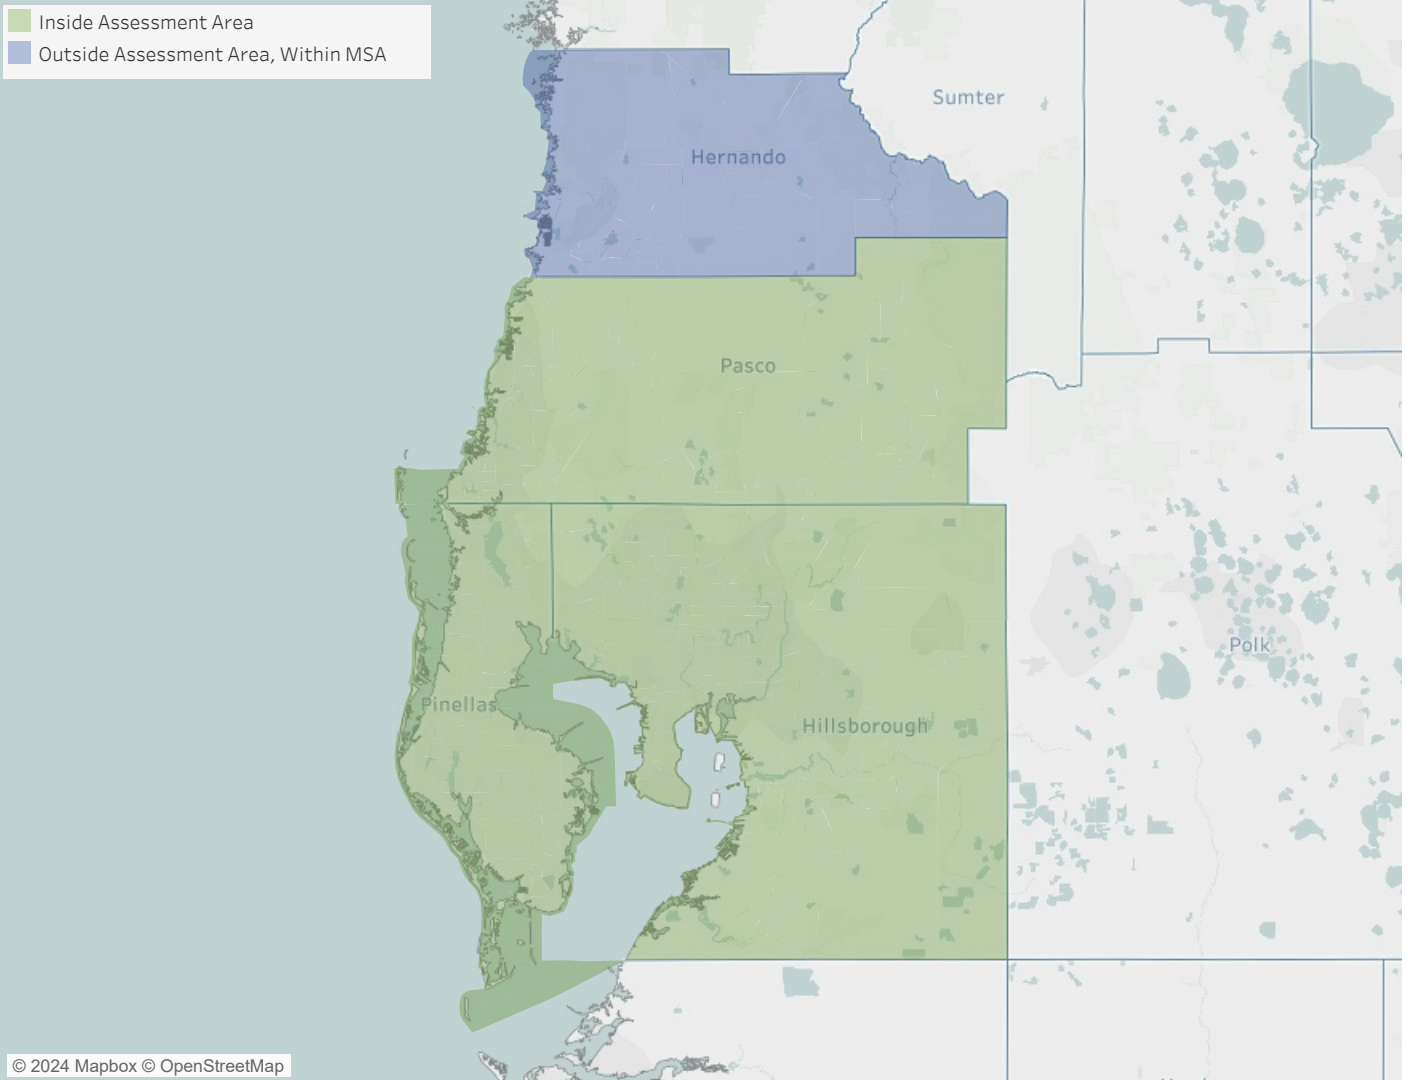 Inside Assessment Area
Outside Assessment Area, Within MSA
Sumter
Hernando
Pasco
Polk
Pinellas
Hillsborough
© 2024 Mapbox © OpenStreetMap